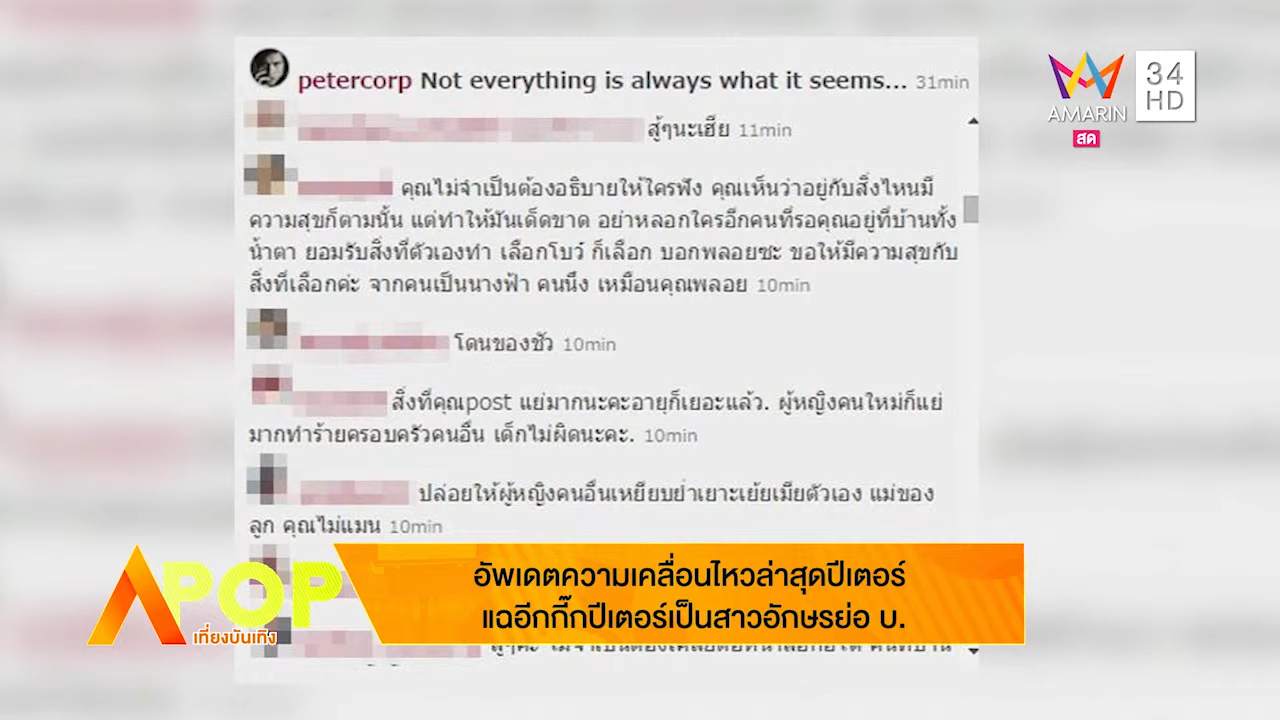 petercorp Not everything is always what it seems... 31min
สู้ๆนะเฮีย 11min
คุณไม่จำเป็นต้องอธิบายให้ใครฟัง คุณเห็นว่าอยู่กับสิ่งไหนมี
ความสุขก็ตามนั้น แต่ทำให้มันเด็ดขาด อย่าหลอกใครอีกคนที่รอคุณอยู่ที่บ้านทั้ง
น้ำตา ยอมรับสิ่งที่ตัวเองทำ เลือกโบว์ ก็เลือก บอกพลอยซะ ขอให้มีความสุขกับ
สิ่งที่เลือกค่ะ จากคนเป็นนางฟ้า คนนึง เหมือนคุณพลอย 10min
โดนของชัว 10min
สิ่งที่คุณpost แย่มากนะคะอายุก็เยอะแล้ว. ผู้หญิงคนใหม่ก็แย่
มากทำร้ายครอบครัวคนอื่น เด็กไม่ผิดนะคะ. 10min
ปล่อยให้ผู้หญิงคนอื่นเหยียบย่ำเยาะเย้ยเมียตัวเอง แม่ของ
ลูก คุณไม่แมน 10min
AMARIN
34
HD
สด
APOP
เที่ยงบันเทิง
อัพเดตความเคลื่อนไหวล่าสุดปีเตอร์
แฉอีกกิ๊กปีเตอร์เป็นสาวอักษรย่อ บ.